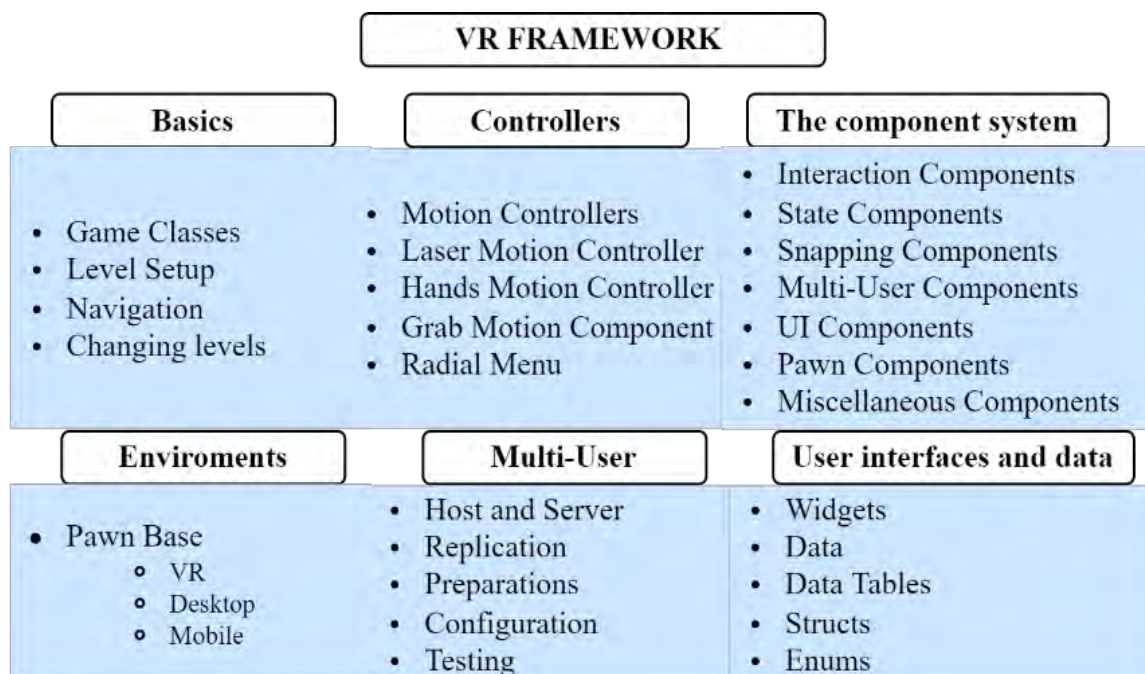 VR FRAMEWORK
Basics
• Game Classes
• Level Setup
• Navigation
• Changing levels
Controllers
• Motion Controllers
• Laser Motion Controller
• Hands Motion Controller
• Grab Motion Component
• Radial Menu
The component system
• Interaction Components
• State Components
• Snapping Components
• Multi-User Components
• UI Components
• Pawn Components
• Miscellaneous Components
Enviroments
• Pawn Base
o VR
o Desktop
o Mobile
Multi-User
• Host and Server
• Replication
• Preparations
• Configuration
• Testing
User interfaces and data
• Widgets
• Data
• Data Tables
• Structs
• Enums